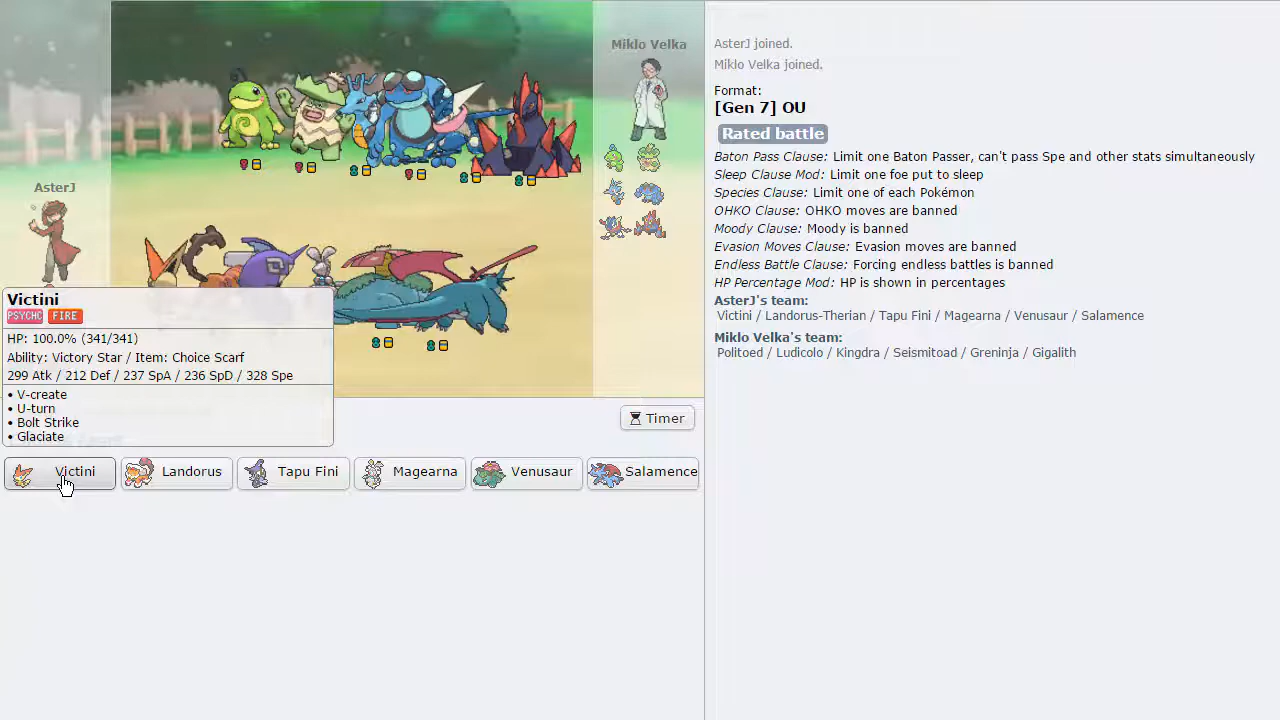 Miklo Velka
AsterJ
Victini
PSYCHC FIRE
HP: 100.0% (341/341)
Ability: Victory Star / Item: Choice Scarf
299 Atk / 212 Def / 237 SpA / 236 SpD / 328 Spe
• V-create
• U-turn
• Bolt Strike
• Glaciate
Timer
Victini Landorus Tapu Fini Magearna Venusaur Salamence
AsterJ joined.
Miklo Velka joined.
Format:
[Gen 7] OU
Rated battle
Baton Pass Clause: Limit one Baton Passer, can't pass Spe and other stats simultaneously
Sleep Clause Mod: Limit one foe put to sleep
Species Clause: Limit one of each Pokémon
OHKO Clause: OHKO moves are banned
Moody Clause: Moody is banned
Evasion Moves Clause: Evasion moves are banned
Endless Battle Clause: Forcing endless battles is banned
HP Percentage Mod: HP is shown in percentages
AsterJ's team:
Victini / Landorus-Therian / Tapu Fini / Magearna / Venusaur / Salamence
Miklo Velka's team:
Politoed / Ludicolo / Kingdra / Seismitoad / Greninja / Gigalith